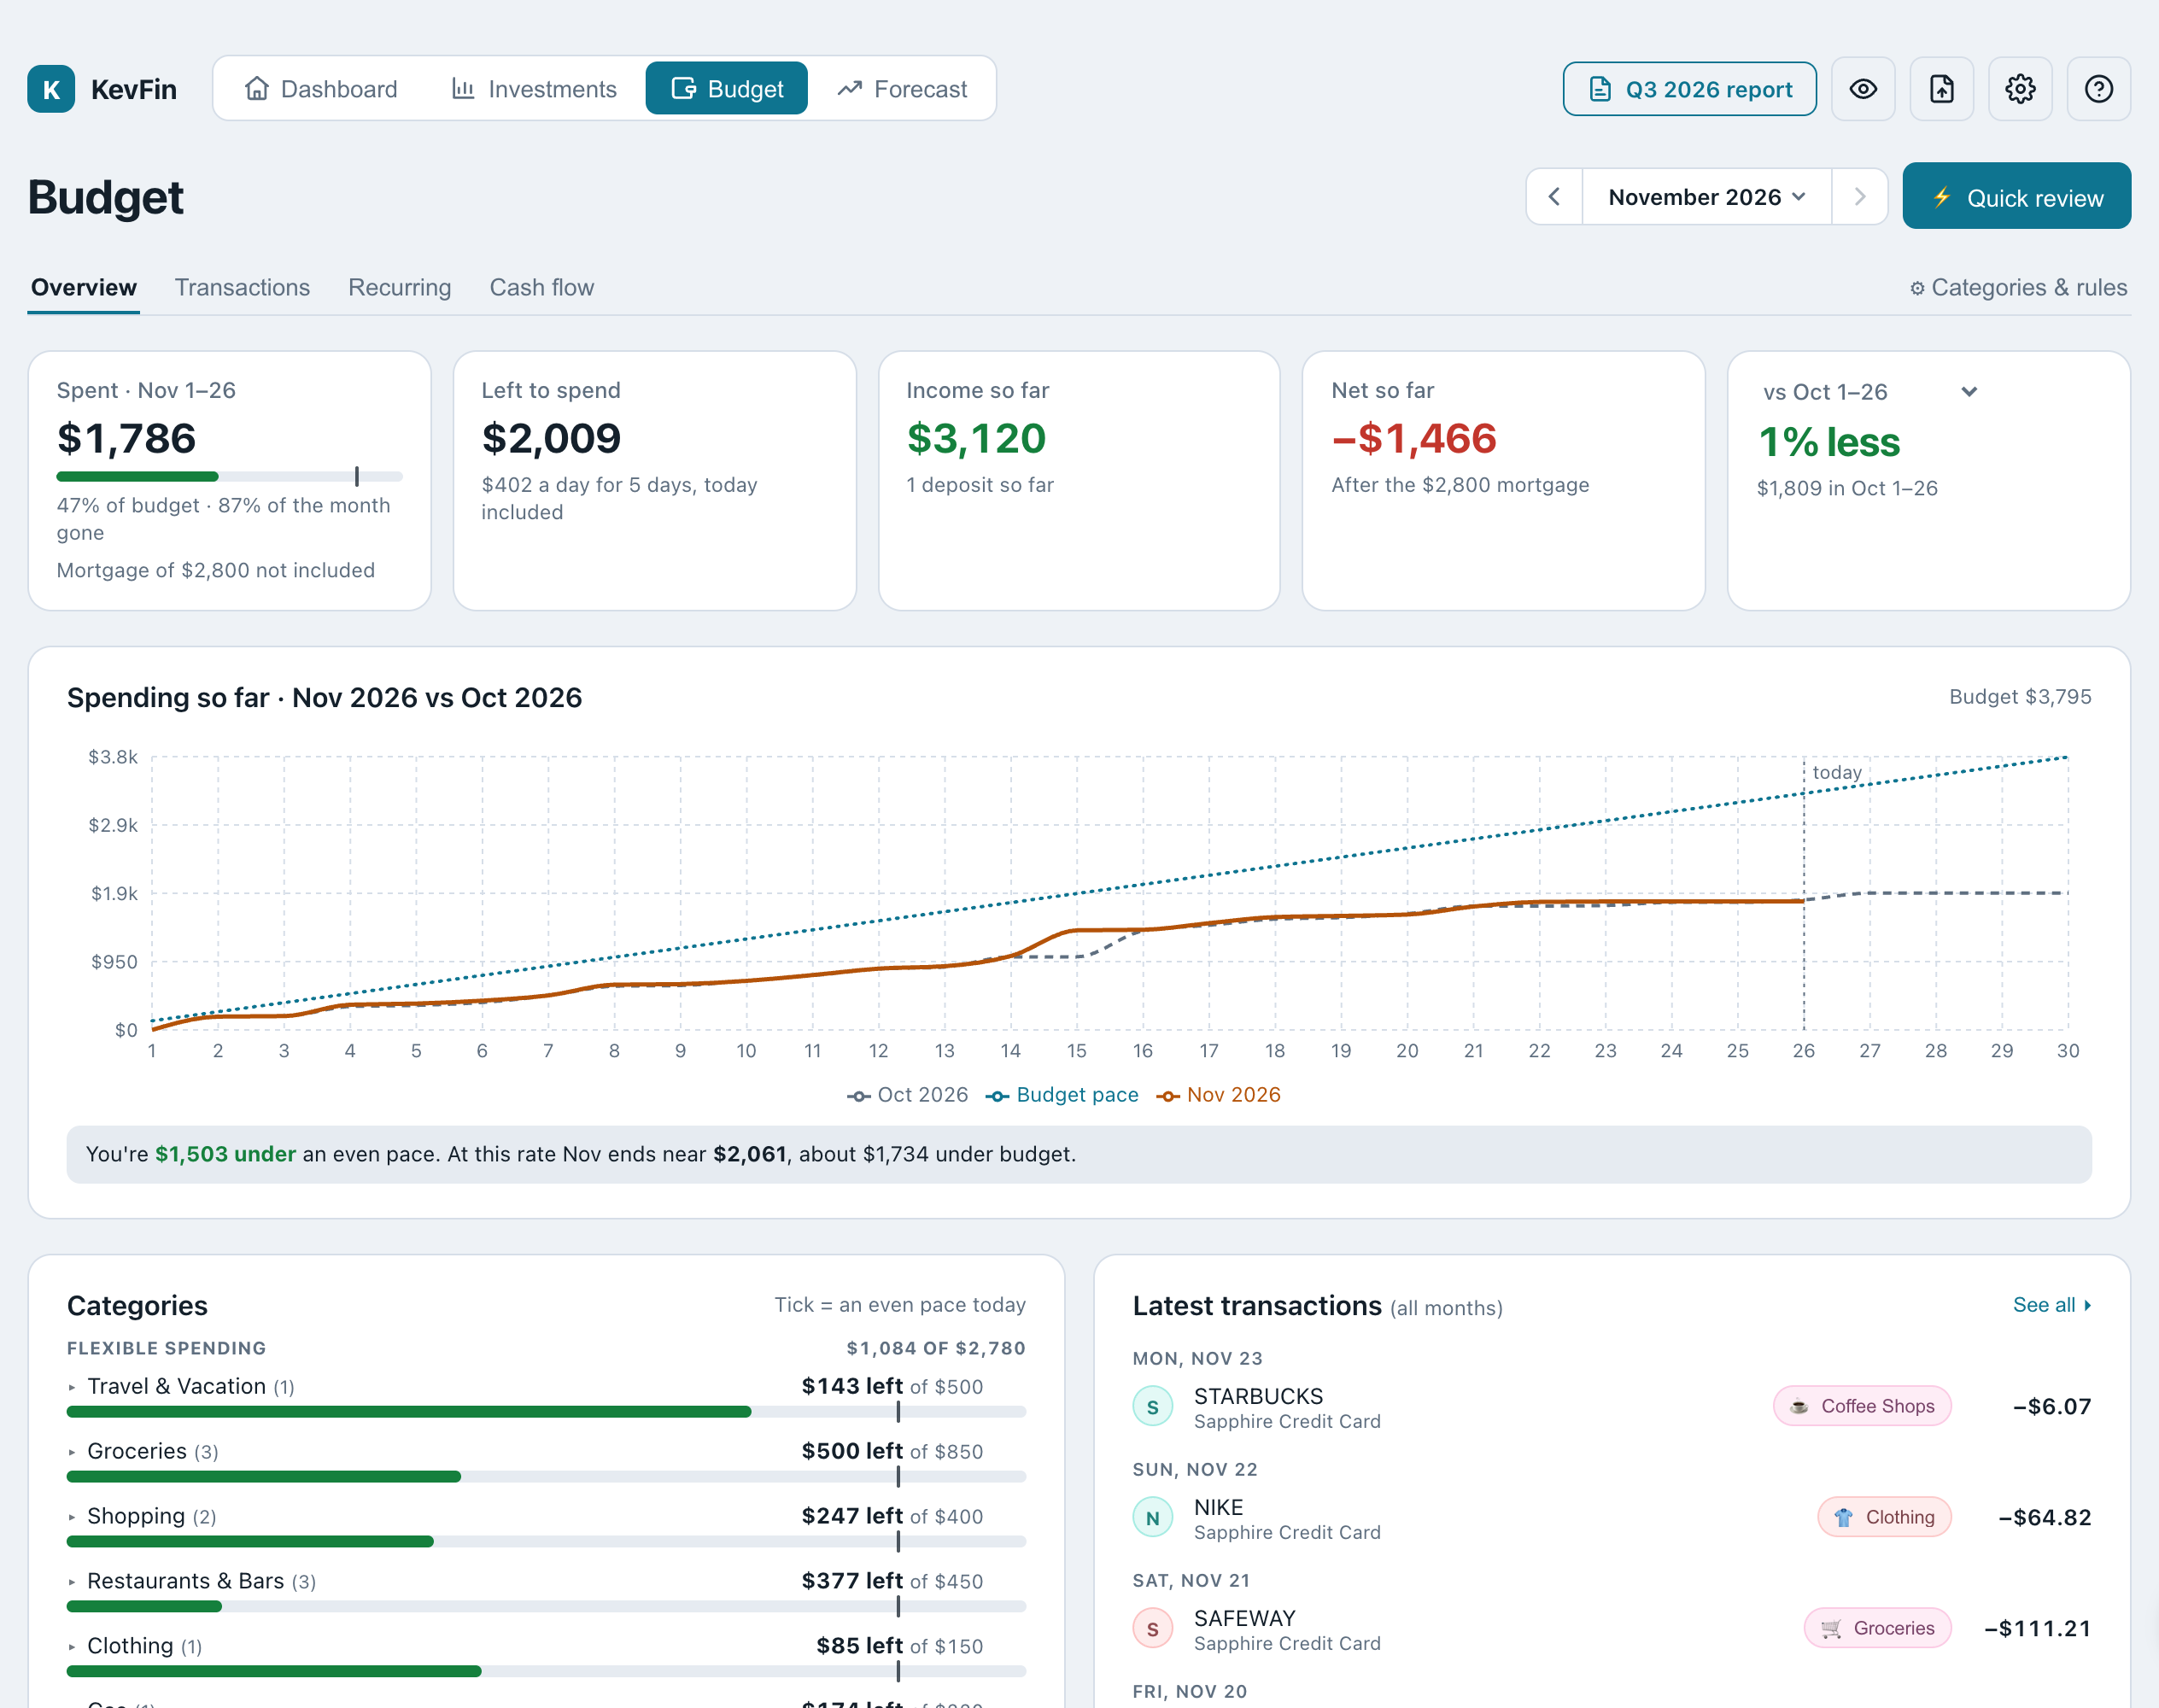 K KevFin Dashboard Investments Budget Forecast Q3 2026 report
Budget November 2026 ⚡ Quick review
Overview Transactions Recurring Cash flow ⚙ Categories & rules
Spent · Nov 1–26
$1,786
47% of budget · 87% of the month
gone
Mortgage of $2,800 not included
Left to spend
$2,009
$402 a day for 5 days, today
included
Income so far
$3,120
1 deposit so far
Net so far
–$1,466
After the $2,800 mortgage
vs Oct 1–26
1% less
$1,809 in Oct 1–26
Spending so far · Nov 2026 vs Oct 2026 Budget $3,795
$3.8k
today
$2.9k
$1.9k
$950
$0
1 2 3 4 5 6 7 8 9 10 11 12 13 14 15 16 17 18 19 20 21 22 23 24 25 26 27 28 29 30
Oct 2026 Budget pace Nov 2026
You're $1,503 under an even pace. At this rate Nov ends near $2,061, about $1,734 under budget.
Categories Tick = an even pace today
FLEXIBLE SPENDING $1,084 OF $2,780
Travel & Vacation (1) $143 left of $500
Groceries (3) $500 left of $850
Shopping (2) $247 left of $400
Restaurants & Bars (3) $377 left of $450
Clothing (1) $85 left of $150
Latest transactions (all months) See all
MON, NOV 23
S STARBUCKS Coffee Shops –$6.07
Sapphire Credit Card
SUN, NOV 22
N NIKE Clothing –$64.82
Sapphire Credit Card
SAT, NOV 21
S SAFEWAY Groceries –$111.21
Sapphire Credit Card
FRI, NOV 20